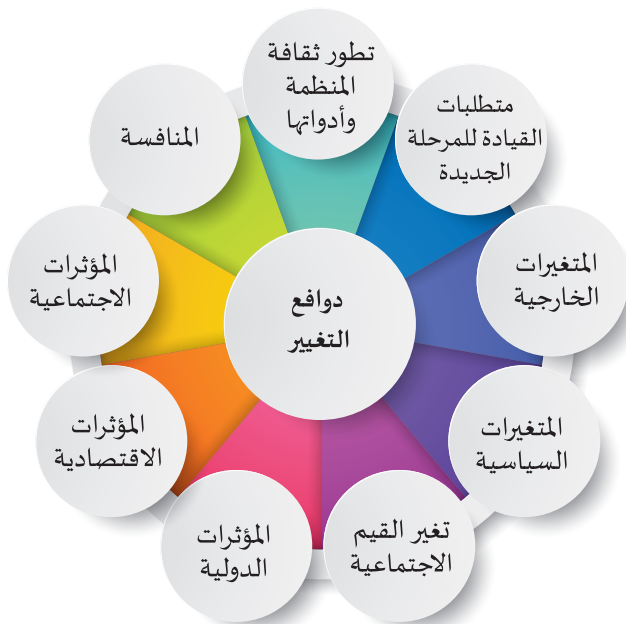 دوافع
التغيير
تطور ثقافة
المنظمة
وأدواتها
متطلبات
القيادة للمرحلة
الجديدة
المتغيرات
الخارجية
المتغيرات
السياسية
تغير القيم
الاجتماعية
المؤثرات
الدولية
المؤثرات
الاقتصادية
المؤثرات
الاجتماعية
المنافسة